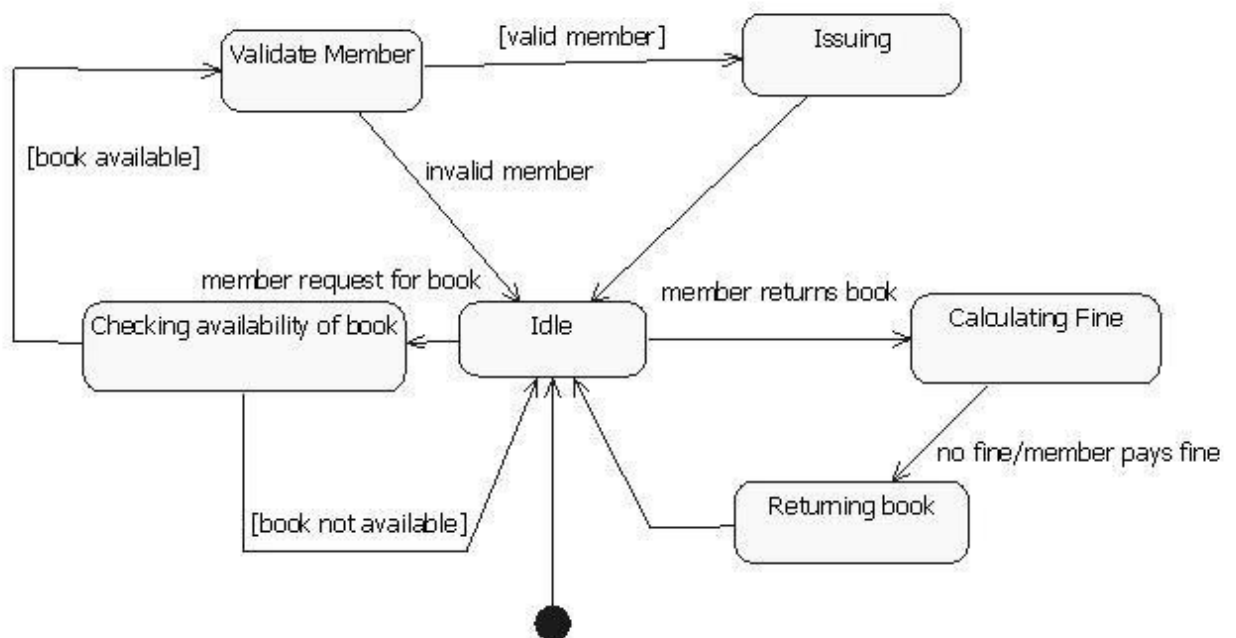 Validate Member
[valid member]
Issuing
[book available]
invalid member
member request for book
member returns book
Checking availability of book
Idle
Calculating Fine
no fine/member pays fine
Returning book
[book not available]